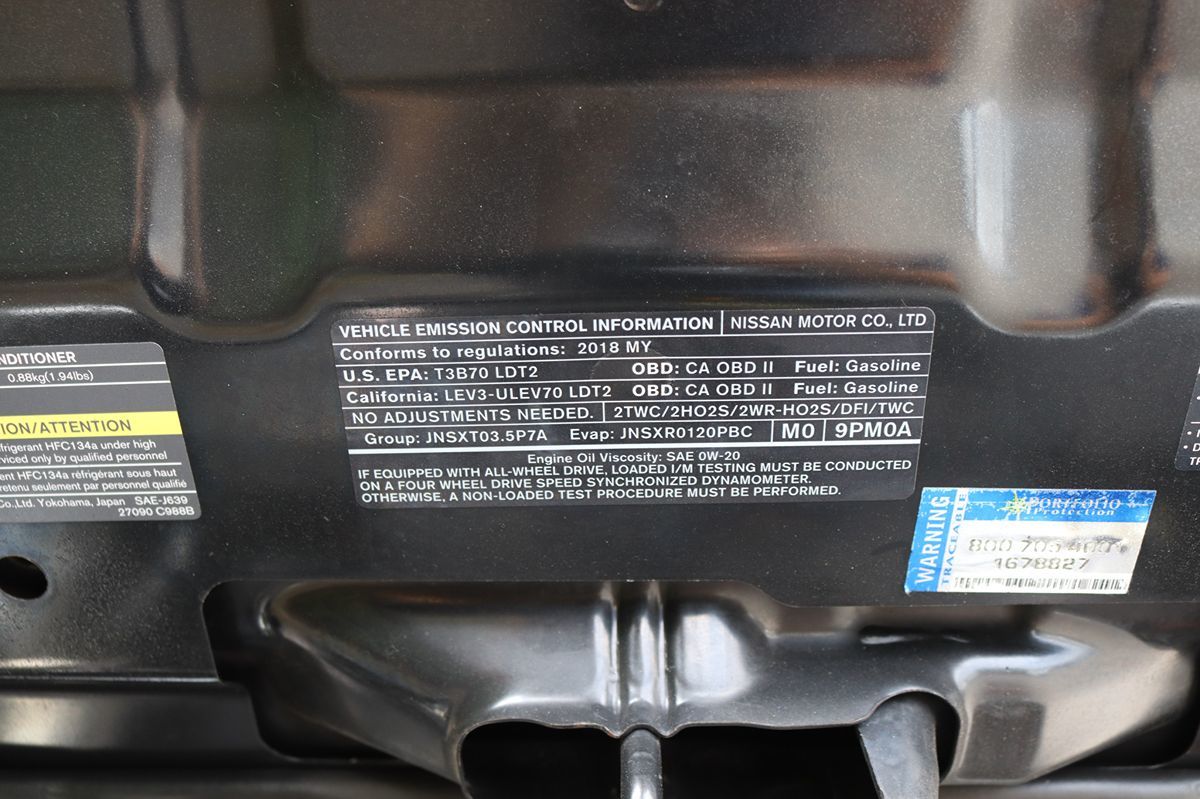 VEHICLE EMISSION CONTROL INFORMATION NISSAN MOTOR CO., LTD
Conforms to regulations: 2018 MY
U.S. EPA: T3B70 LDT2 OBD: CA OBD II Fuel: Gasoline
California: LEV3-ULEV70 LDT2 OBD: CA OBD II Fuel: Gasoline
NO ADJUSTMENTS NEEDED. 2TWC/2HO2S/2WR-HO2S/DFI/TWC
Group: JNSXT03.5P7A Evap: JNSXR0120PBC M0 9PM0A
Engine Oil Viscosity: SAE 0W-20
IF EQUIPPED WITH ALL-WHEEL DRIVE, LOADED I/M TESTING MUST BE CONDUCTED
ON A FOUR WHEEL DRIVE SPEED SYNCHRONIZED DYNAMOMETER.
OTHERWISE, A NON-LOADED TEST PROCEDURE MUST BE PERFORMED.
ONDITIONER
0.88kg(1.94lbs)
ION/ATTENTION
efrigerant HFC134a under high
rviced only by qualified personnel
ent HFC134a réfrigérant sous haut
retenu seulement par personnel qualifié
Co.,Ltd. Yokohama, Japan SAE-J639
27090 C988B
WARNING
TRACEABLE
PORTFOLIO
Protection
800 705 4001
1678827